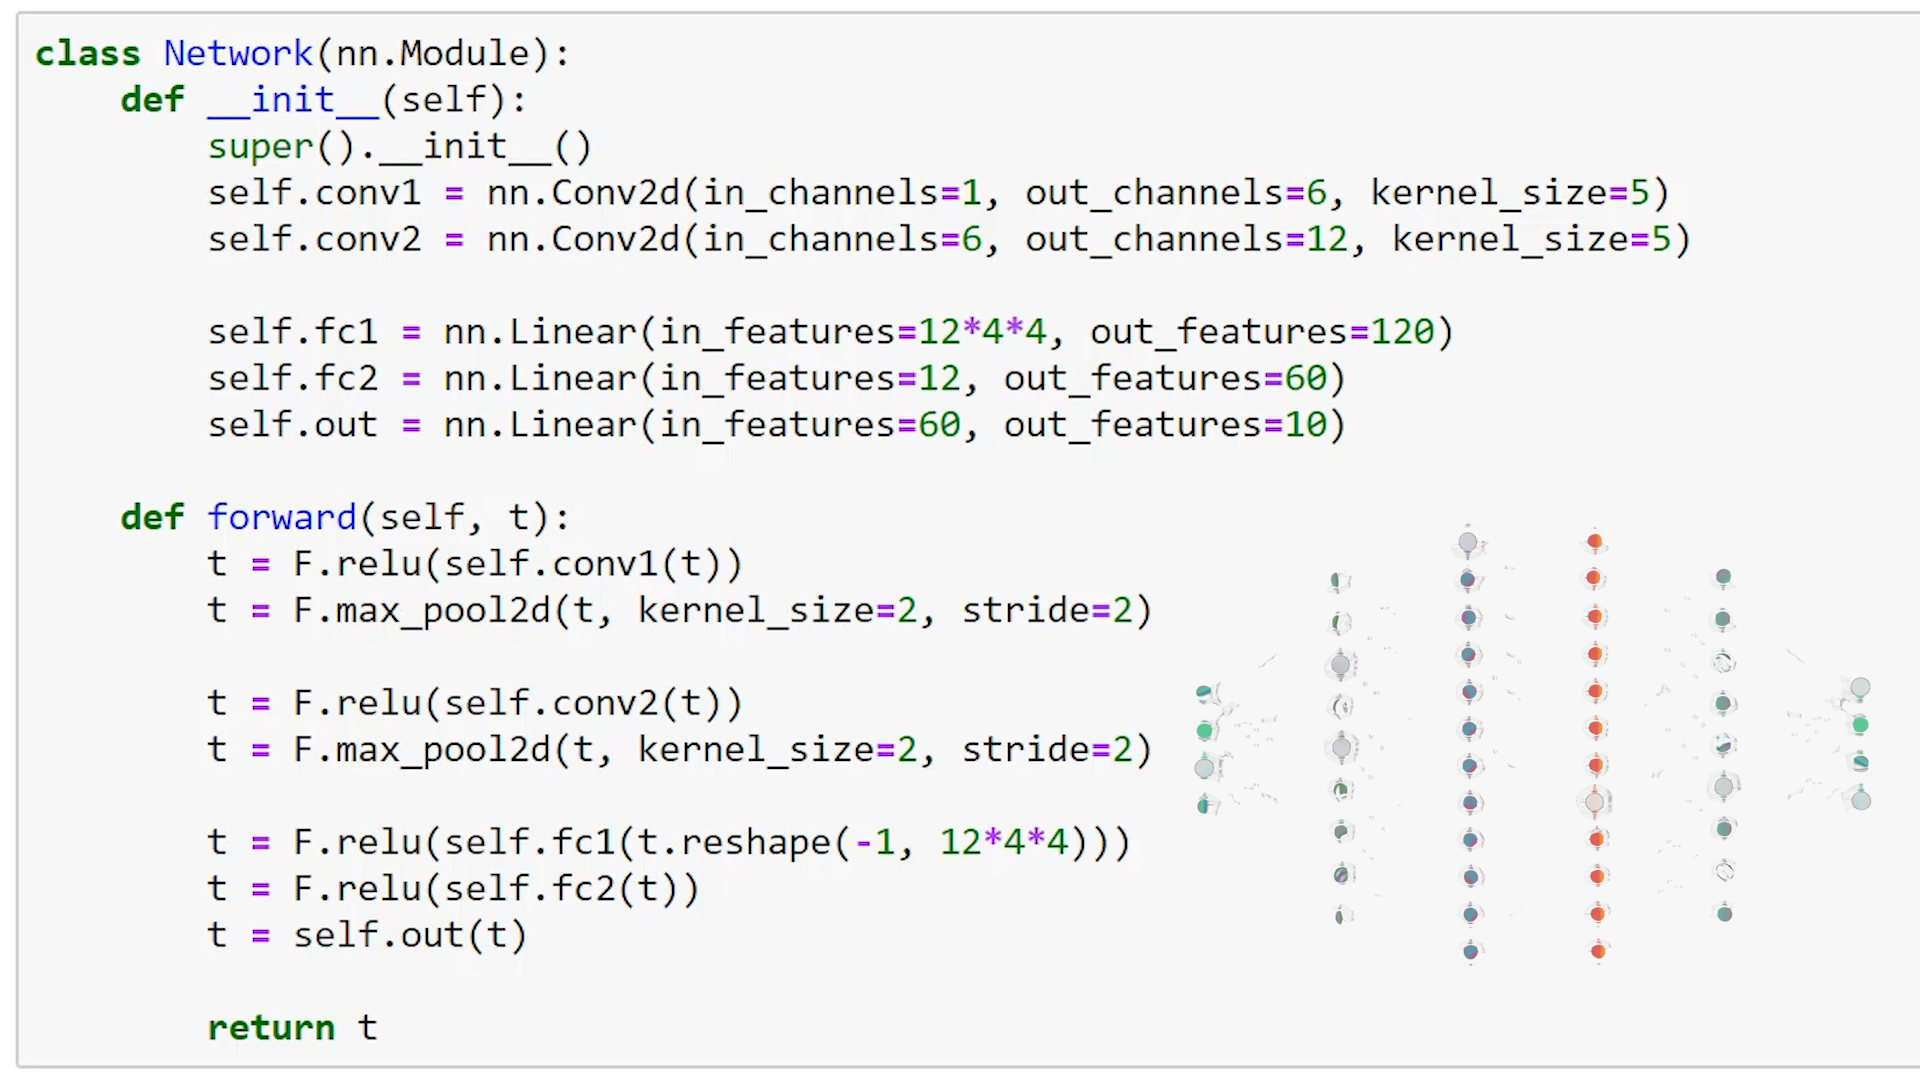 class Network(nn.Module):
    def __init__(self):
        super().__init__()
        self.conv1 = nn.Conv2d(in_channels=1, out_channels=6, kernel_size=5)
        self.conv2 = nn.Conv2d(in_channels=6, out_channels=12, kernel_size=5)
        self.fc1 = nn.Linear(in_features=12*4*4, out_features=120)
        self.fc2 = nn.Linear(in_features=12, out_features=60)
        self.out = nn.Linear(in_features=60, out_features=10)
    def forward(self, t):
        t = F.relu(self.conv1(t))
        t = F.max_pool2d(t, kernel_size=2, stride=2)
        t = F.relu(self.conv2(t))
        t = F.max_pool2d(t, kernel_size=2, stride=2)
        t = F.relu(self.fc1(t.reshape(-1, 12*4*4)))
        t = F.relu(self.fc2(t))
        t = self.out(t)
        return t